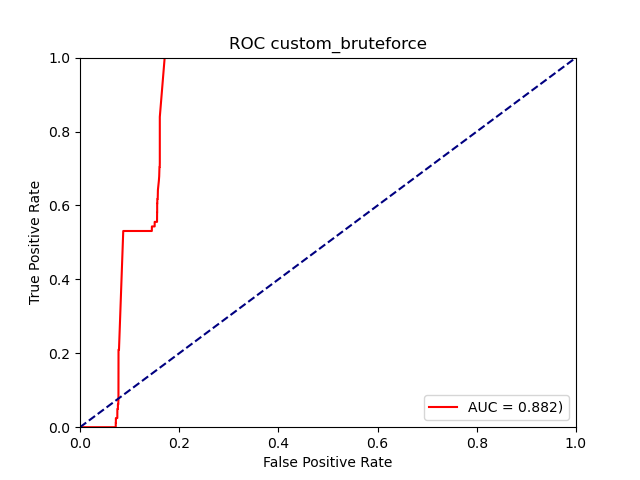 ROC custom_bruteforce
True Positive Rate
1.0
0.8
0.6
0.4
0.2
0.0
0.0 0.2 0.4 0.6 0.8 1.0
False Positive Rate
AUC = 0.882)